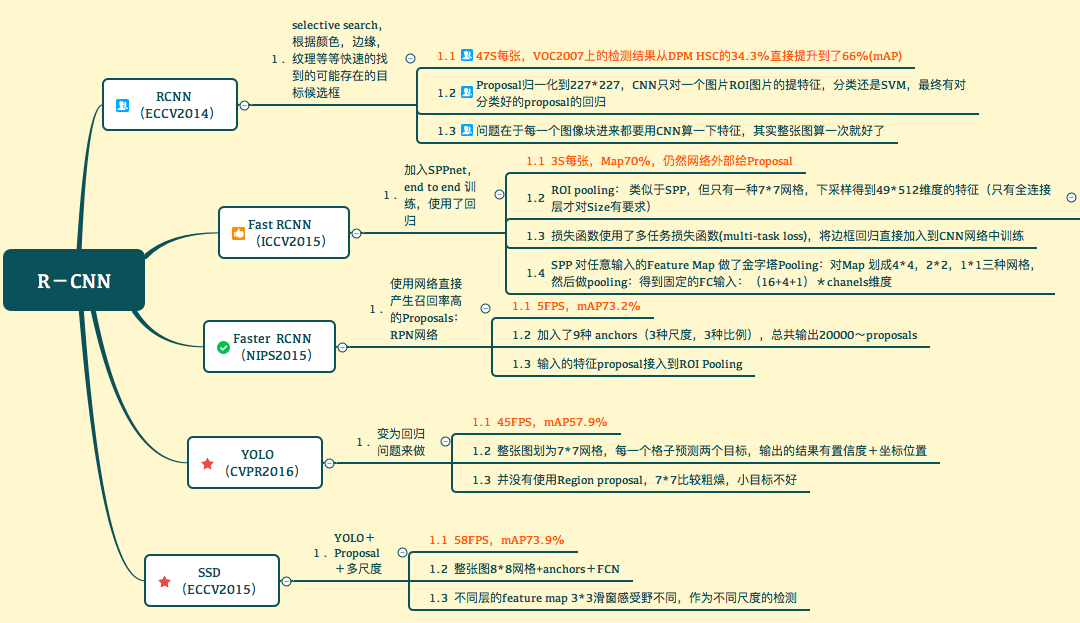 R－CNN
RCNN
（ECCV2014）
1．
selective search，
根据颜色，边缘，
纹理等等快速的找
到的可能存在的目
标候选框
1.1 47S每张，VOC2007上的检测结果从DPM HSC的34.3%直接提升到了66%(mAP)
1.2 Proposal归一化到227*227，CNN只对一个图片ROI图片的提特征，分类还是SVM，最终有对
分类好的proposal的回归
1.3 问题在于每一个图像块进来都要用CNN算一下特征，其实整张图算一次就好了
Fast RCNN
（ICCV2015）
1．
加入SPPnet，
end to end 训
练，使用了回
归
1.1 3S每张，Map70%，仍然网络外部给Proposal
1.2 ROI pooling： 类似于SPP，但只有一种7*7网格，下采样得到49*512维度的特征（只有全连接
层才对Size有要求）
1.3 损失函数使用了多任务损失函数(multi-task loss)，将边框回归直接加入到CNN网络中训练
1.4 SPP 对任意输入的Feature Map 做了金字塔Pooling：对Map 划成4*4，2*2，1*1三种网格，
然后做pooling：得到固定的FC输入：（16+4+1）＊chanels维度
Faster RCNN
（NIPS2015）
1．
使用网络直接
产生召回率高
的Proposals：
RPN网络
1.1 5FPS，mAP73.2%
1.2 加入了9种 anchors（3种尺度，3种比例），总共输出20000～proposals
1.3 输入的特征proposal接入到ROI Pooling
YOLO
（CVPR2016）
1．
变为回归
问题来做
1.1 45FPS，mAP57.9%
1.2 整张图划为7*7网格，每一个格子预测两个目标，输出的结果有置信度＋坐标位置
1.3 并没有使用Region proposal，7*7比较粗燥，小目标不好
SSD
（ECCV2015）
1．
YOLO＋
Proposal
＋多尺度
1.1 58FPS，mAP73.9%
1.2 整张图8*8网格+anchors＋FCN
1.3 不同层的feature map 3*3滑窗感受野不同，作为不同尺度的检测